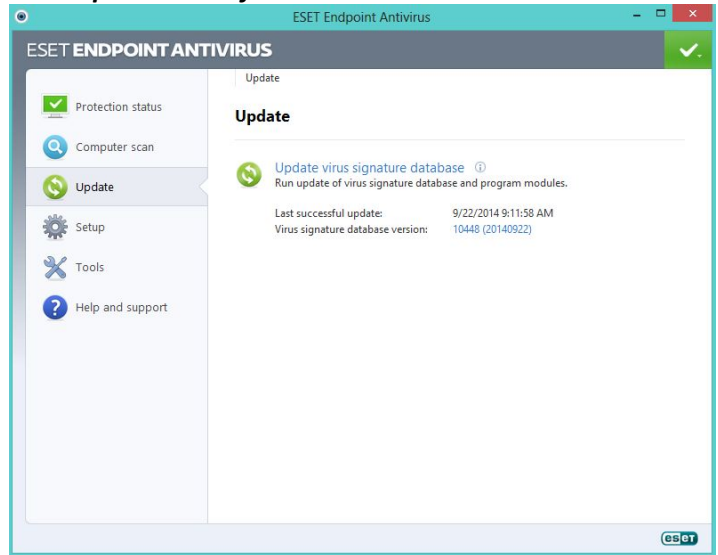 ESET Endpoint Antivirus
ESET ENDPOINT ANTIVIRUS
Update
Protection status
Update
Computer scan
Update virus signature database
Run update of virus signature database and program modules.
Update
Last successful update: 9/22/2014 9:11:58 AM
Virus signature database version: 10448 (20140922)
Setup
Tools
Help and support
eset